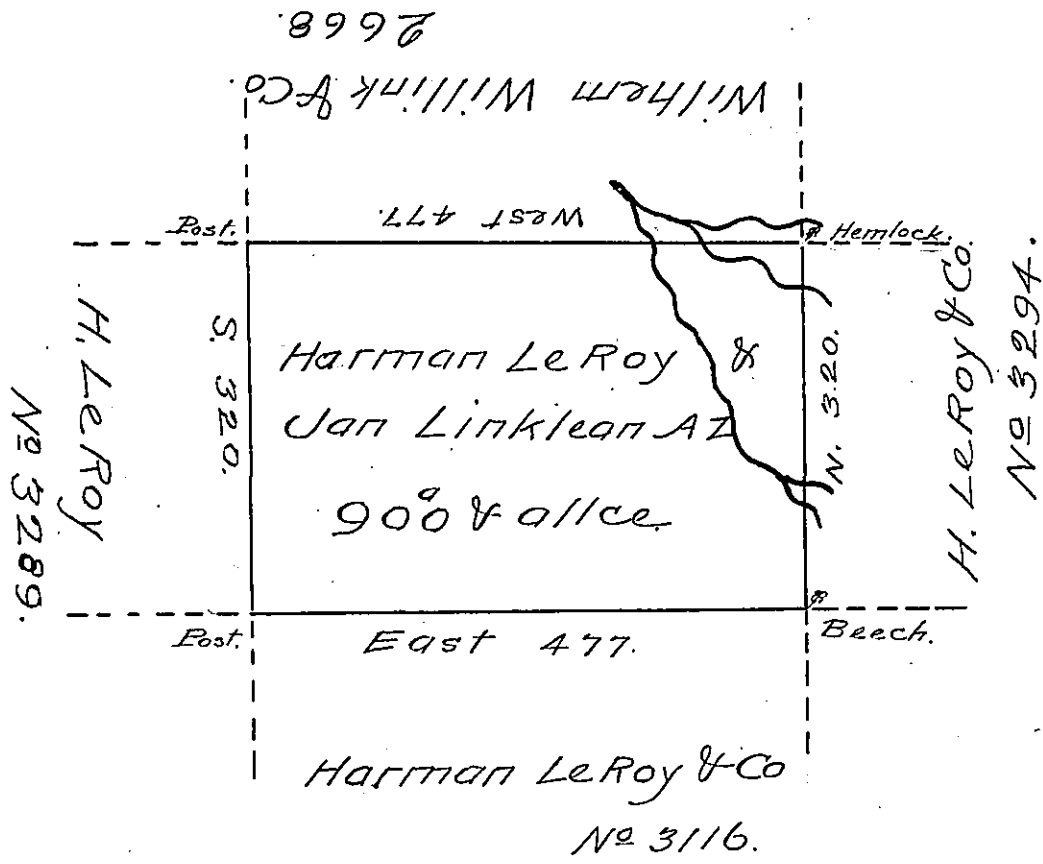 Wilhem Willink & Co.
2668.
West 477.
Post.
Hemlock.
S. 320.
N. 320.
H. LeRoy
Nº 3289.
Harman LeRoy &
Jan Linklean AZ
900ª & allce.
H. LeRoy & Co.
Nº 3294.
Post.
East 477.
Beech.
Harman LeRoy & Co
Nº 3116.